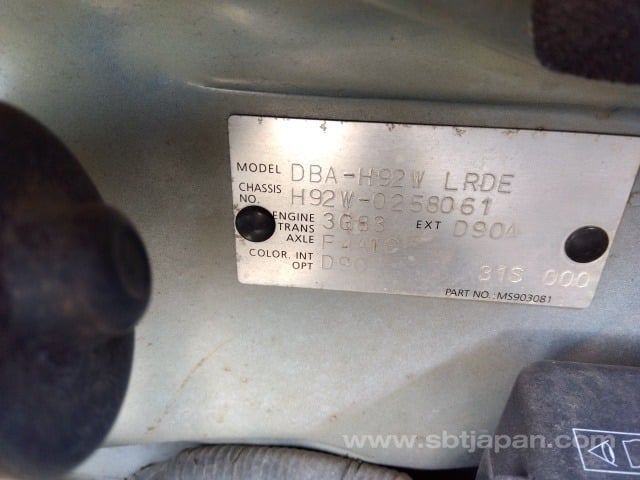 MODEL DBA-H92W LRDE
CHASSIS NO. H92W-0258061
ENGINE 3G83 EXT D90A
TRANS AXLE
COLOR. INT
OPT 31S 000
PART NO.: MS903081
www.sbtjapan.com